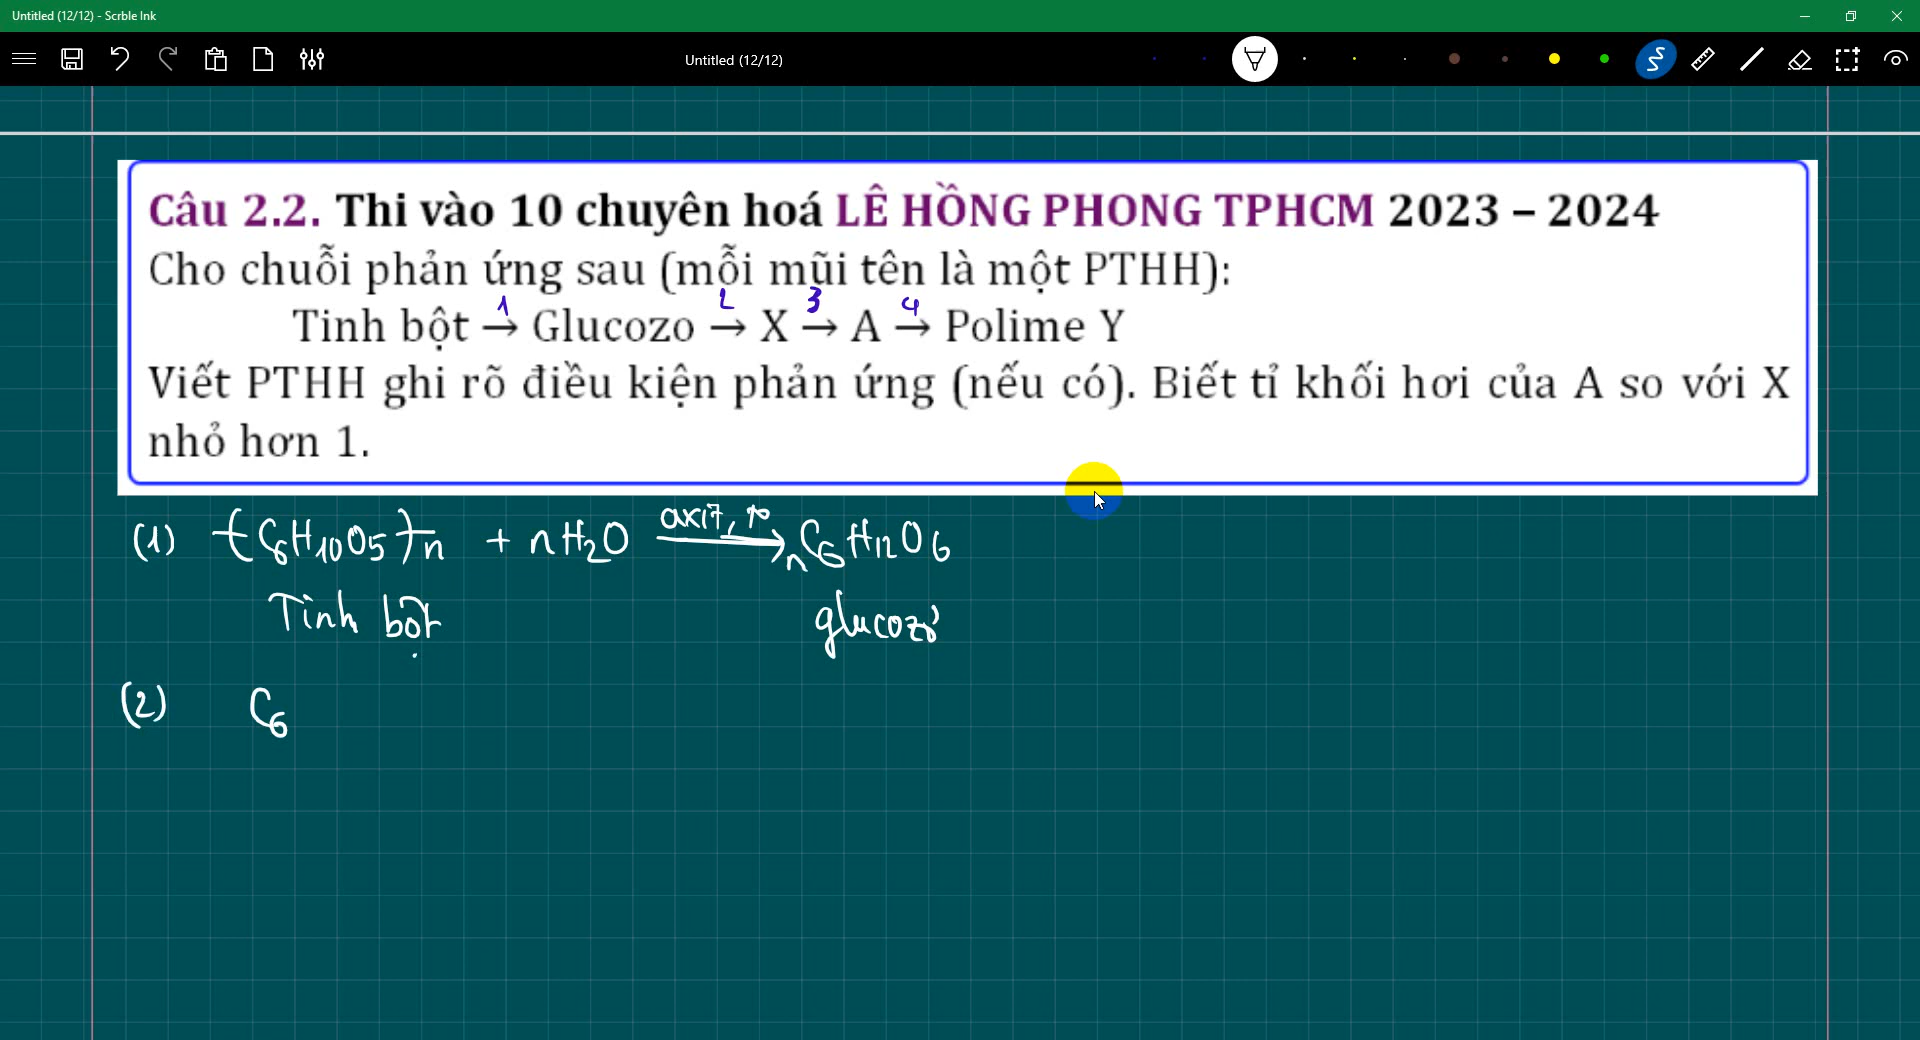 Untitled (12/12) - Scrble Ink
Untitled (12/12)
Câu 2.2. Thi vào 10 chuyên hoá LÊ HỒNG PHONG TPHCM 2023 – 2024
Cho chuỗi phản ứng sau (mỗi mũi tên là một PTHH):
1 2 3 4
Tinh bột → Glucozo → X → A → Polime Y
Viết PTHH ghi rõ điều kiện phản ứng (nếu có). Biết tỉ khối hơi của A so với X
nhỏ hơn 1.
(1) (C6H10O5)n + nH2O axit, t° → nC6H12O6
Tinh bột glucozơ
(2) C6